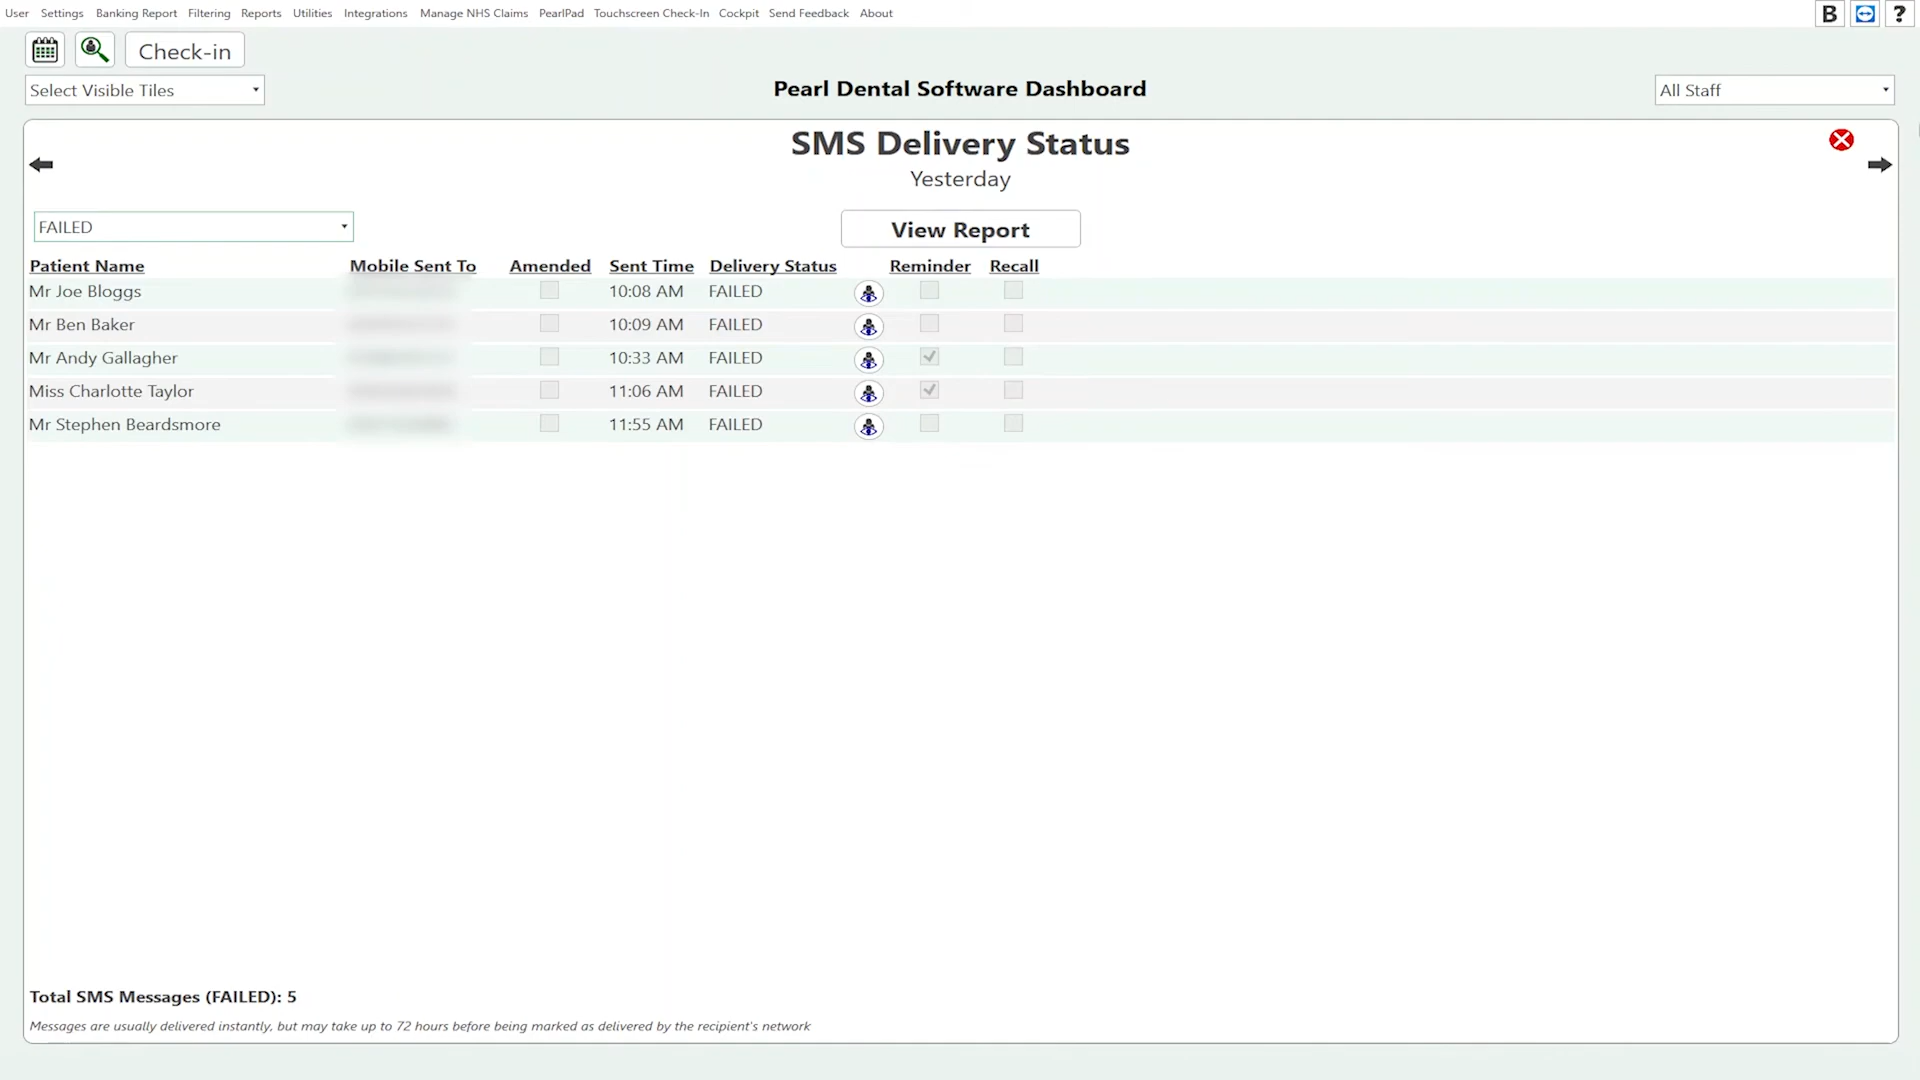 User Settings Banking Report Filtering Reports Utilities Integrations Manage NHS Claims PearlPad Touchscreen Check-In Cockpit Send Feedback About B ?
Check-in
Select Visible Tiles Pearl Dental Software Dashboard All Staff
SMS Delivery Status
Yesterday
FAILED View Report
Patient Name Mobile Sent To Amended Sent Time Delivery Status Reminder Recall
Mr Joe Bloggs 10:08 AM FAILED
Mr Ben Baker 10:09 AM FAILED
Mr Andy Gallagher 10:33 AM FAILED
Miss Charlotte Taylor 11:06 AM FAILED
Mr Stephen Beardsmore 11:55 AM FAILED
Total SMS Messages (FAILED): 5
Messages are usually delivered instantly, but may take up to 72 hours before being marked as delivered by the recipient's network